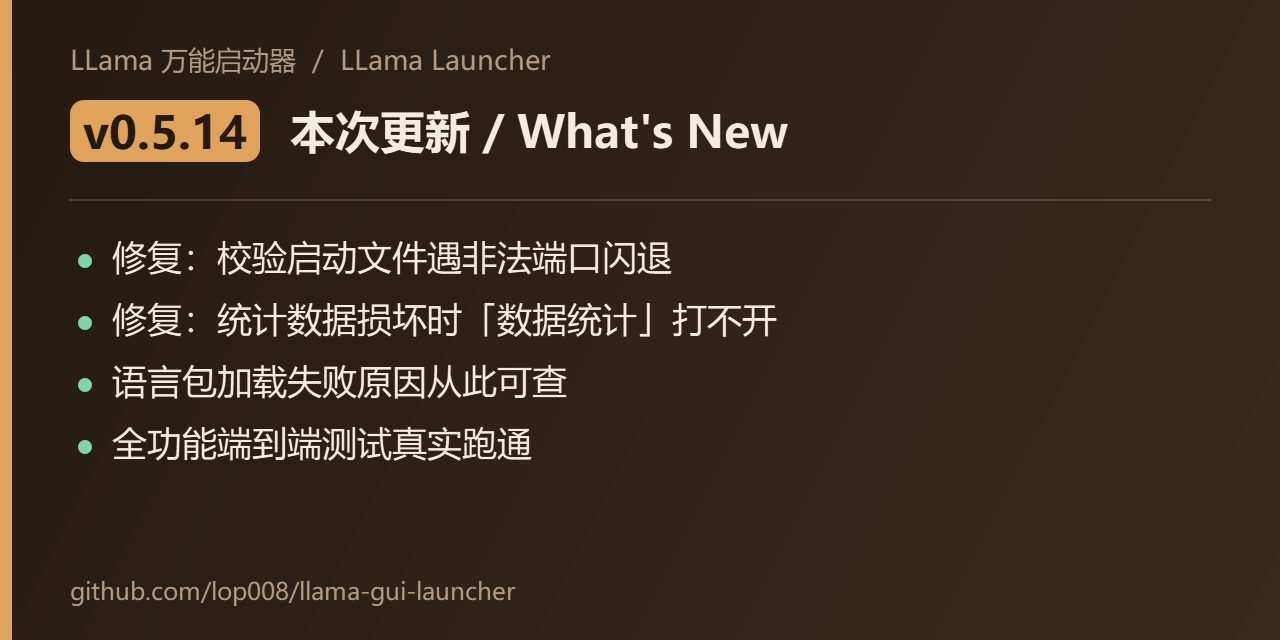 LLama 万能启动器 / LLama Launcher
v0.5.14 本次更新 / What's New
修复：校验启动文件遇非法端口闪退
修复：统计数据损坏时「数据统计」打不开
语言包加载失败原因从此可查
全功能端到端测试真实跑通
github.com/lop008/llama-gui-launcher